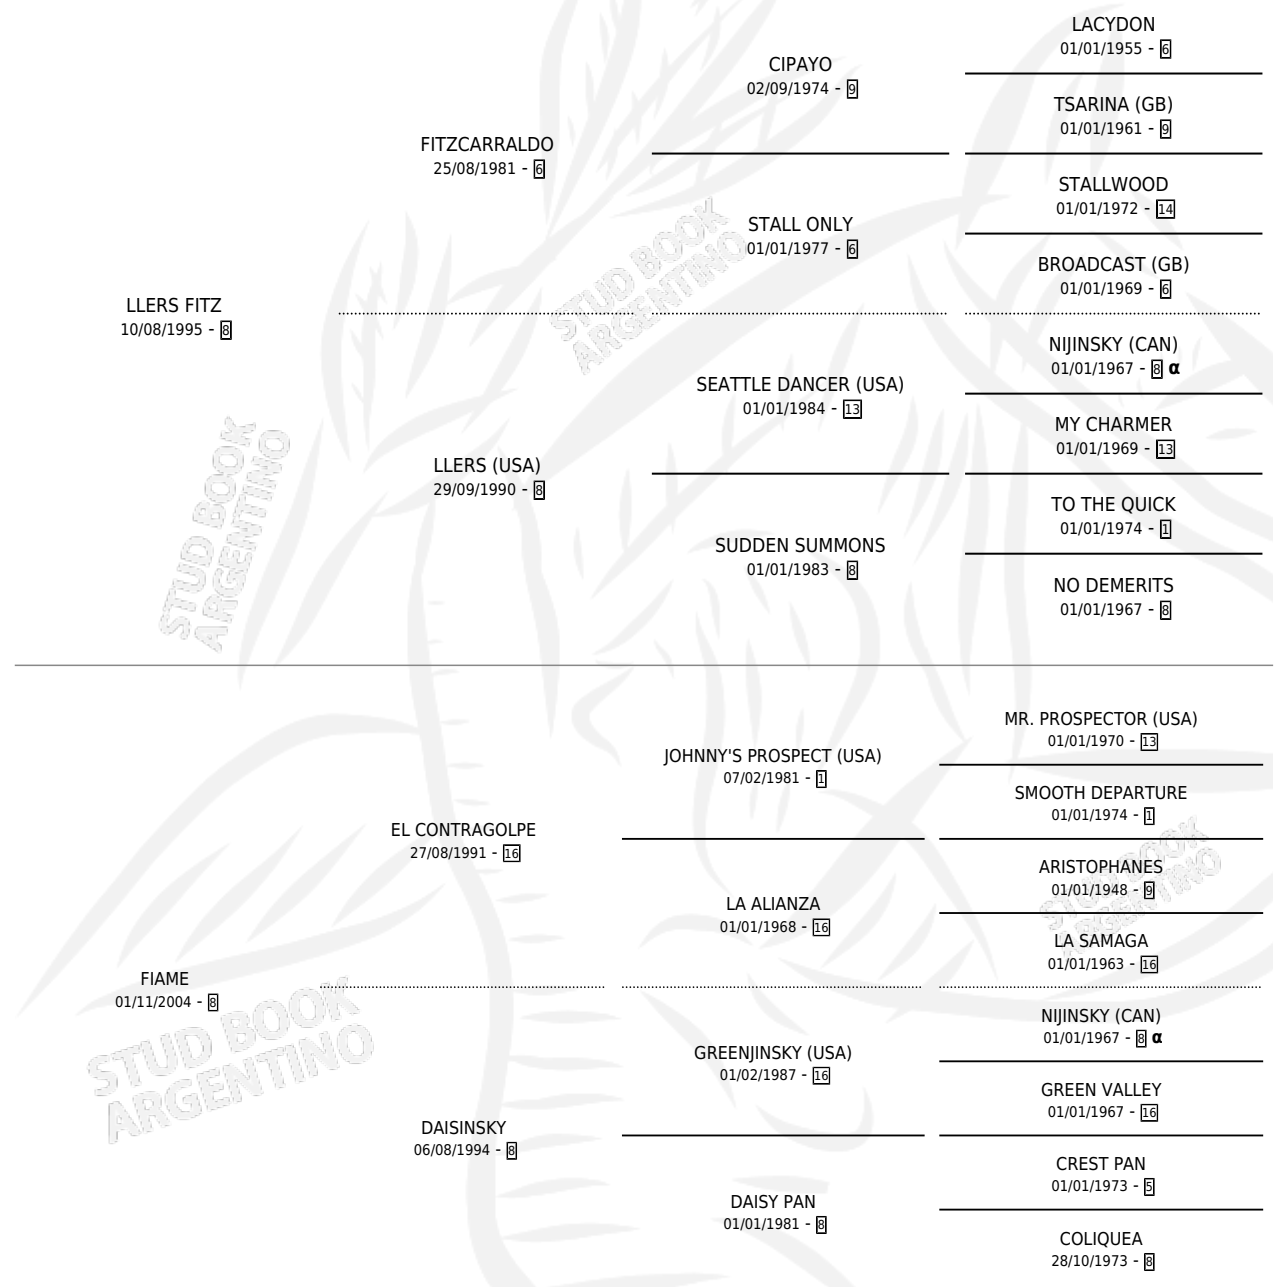 LACYDON
01/01/1955 - 6
CIPAYO
02/09/1974 - 9
TSARINA (GB)
01/01/1961 - 9
FITZCARRALDO
25/08/1981 - 6
STALLWOOD
01/01/1972 - 14
STALL ONLY
01/01/1977 - 6
BROADCAST (GB)
01/01/1969 - 6
LLERS FITZ
10/08/1995 - 8
NIJINSKY (CAN)
01/01/1967 - 8 α
SEATTLE DANCER (USA)
01/01/1984 - 13
MY CHARMER
01/01/1969 - 13
LLERS (USA)
29/09/1990 - 8
TO THE QUICK
01/01/1974 - 1
SUDDEN SUMMONS
01/01/1983 - 8
NO DEMERITS
01/01/1967 - 8
MR. PROSPECTOR (USA)
01/01/1970 - 13
JOHNNY'S PROSPECT (USA)
07/02/1981 - 1
SMOOTH DEPARTURE
01/01/1974 - 1
EL CONTRAGOLPE
27/08/1991 - 16
ARISTOPHANES
01/01/1948 - 9
LA ALIANZA
01/01/1968 - 16
LA SAMAGA
01/01/1963 - 16
FIAME
01/11/2004 - 8
NIJINSKY (CAN)
01/01/1967 - 8 α
GREENJINSKY (USA)
01/02/1987 - 16
GREEN VALLEY
01/01/1967 - 16
DAISINSKY
06/08/1994 - 8
CREST PAN
01/01/1973 - 5
DAISY PAN
01/01/1981 - 8
COLIQUEA
28/10/1973 - 8
STUD BOOK
ARGENTINO
STUD BOOK
ARGENTINO
STUD BOOK
ARGENTINO
STUD BOOK
ARGENTINO